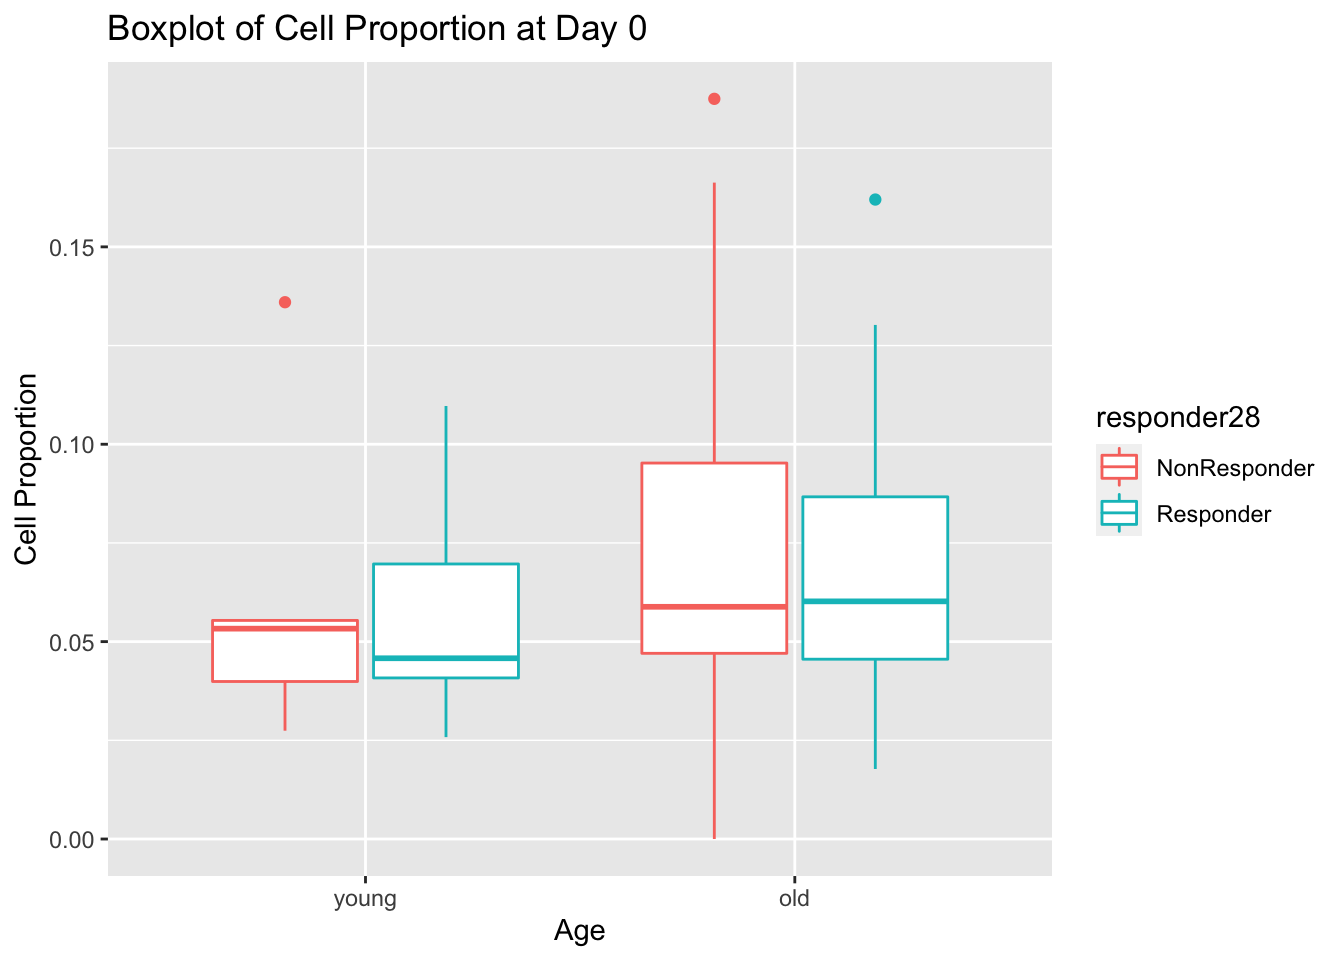 Boxplot of Cell Proportion at Day 0
Cell Proportion
0.15
0.10
0.05
0.00
young
old
Age
responder28
NonResponder
Responder